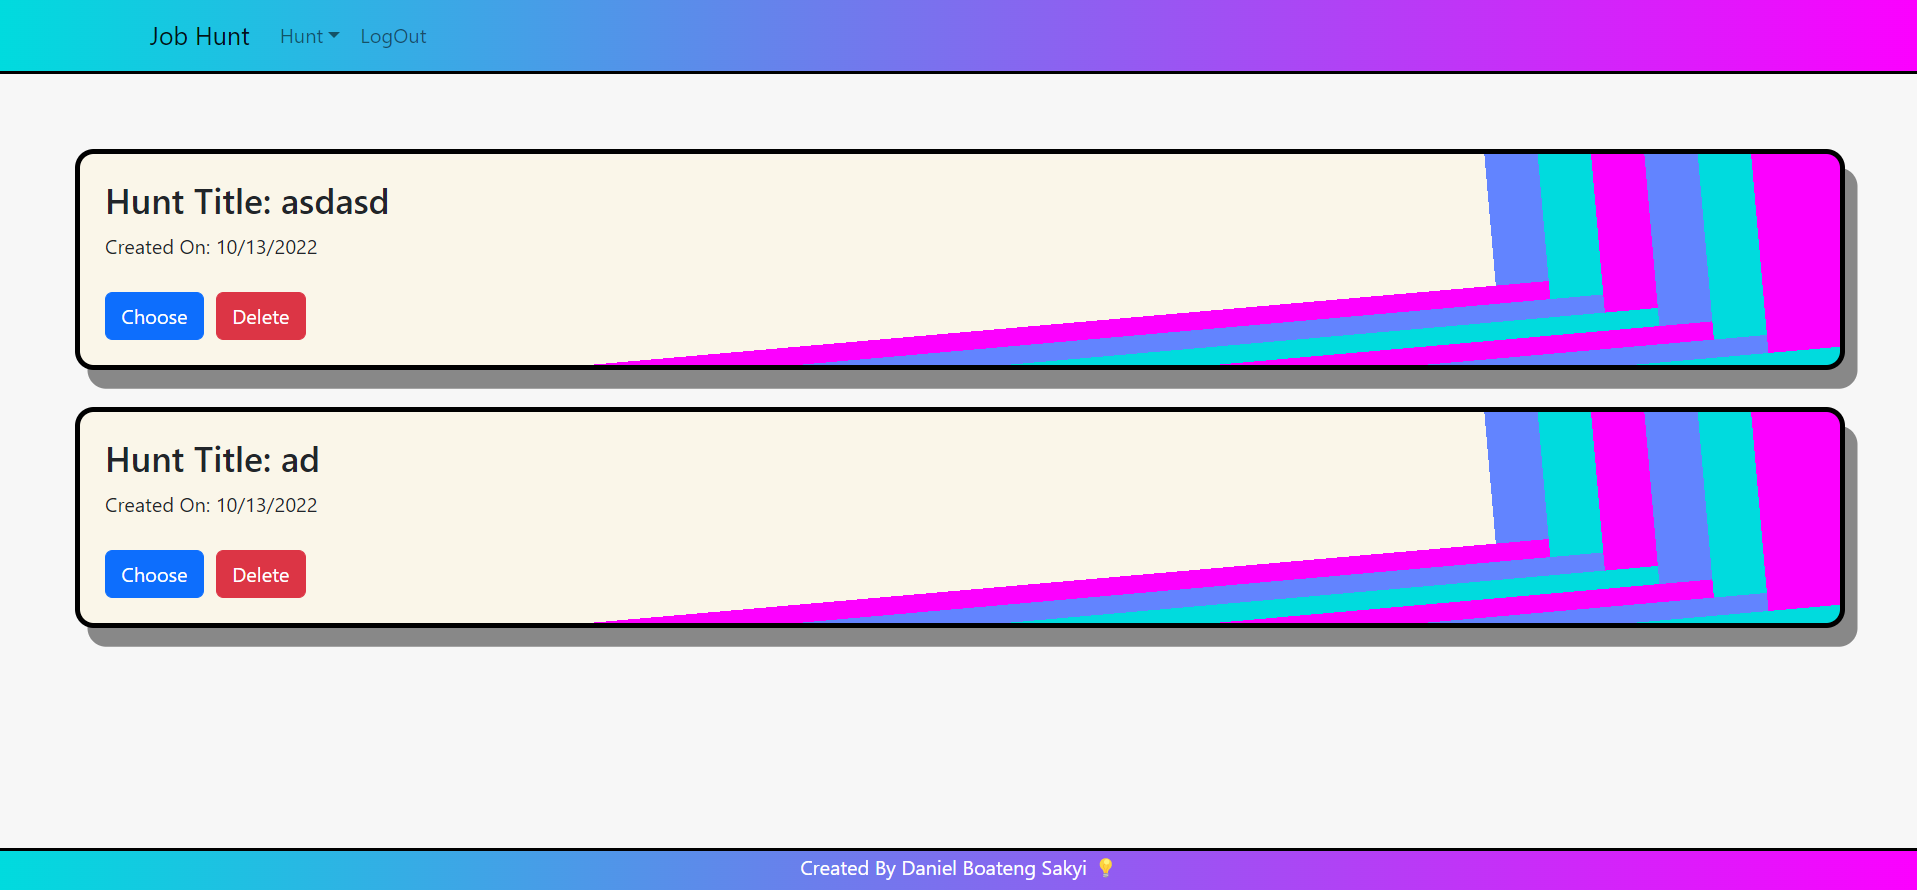 Job Hunt Hunt LogOut
Hunt Title: asdasd
Created On: 10/13/2022
Choose Delete
Hunt Title: ad
Created On: 10/13/2022
Choose Delete
Created By Daniel Boateng Sakyi 💡